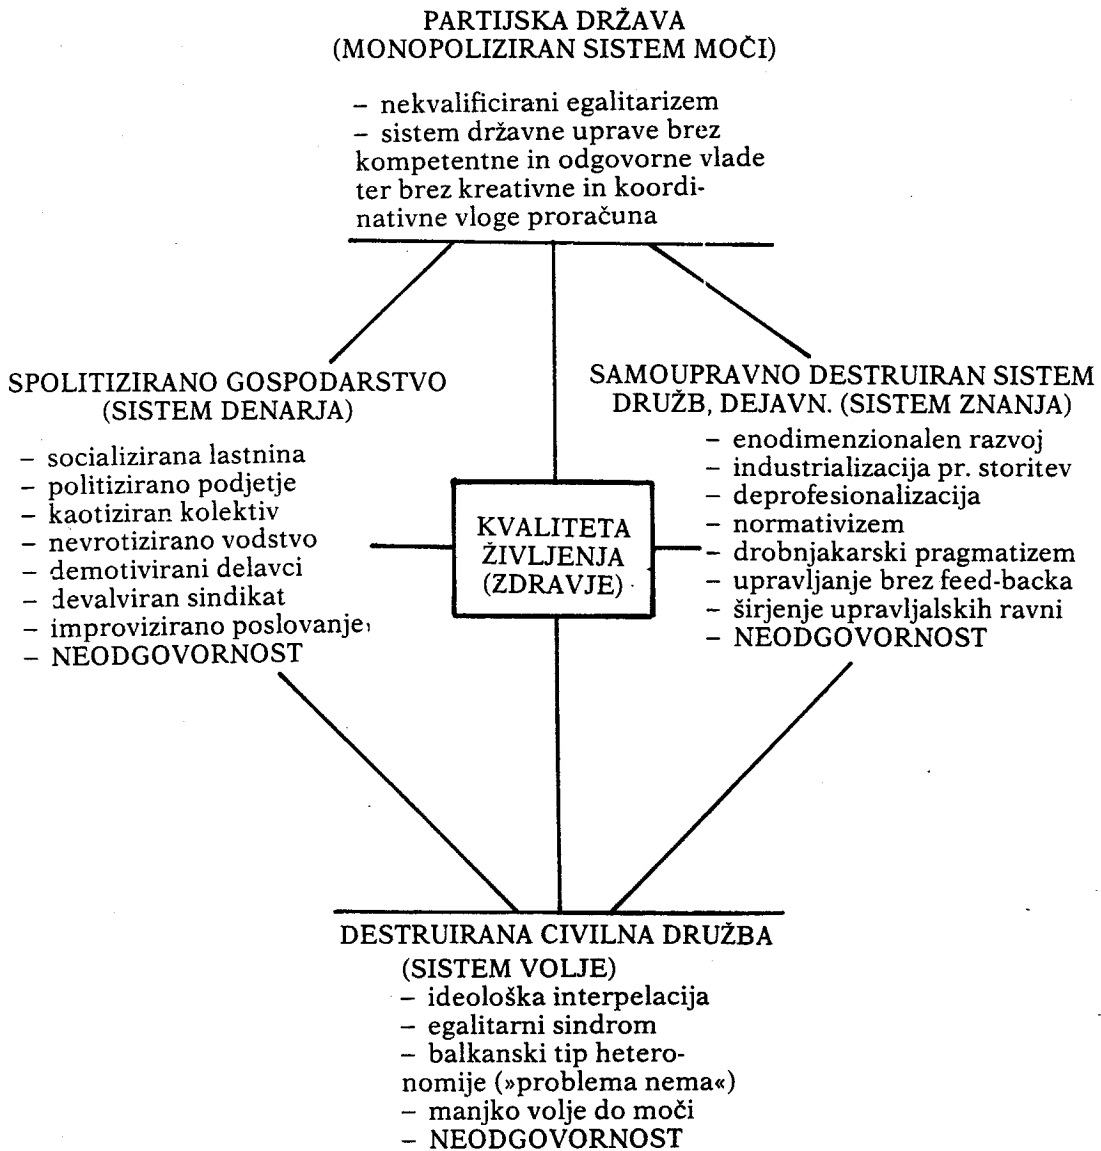 PARTIJSKA DRŽAVA
(MONOPOLIZIRAN SISTEM MOČI)
– nekvalificirani egalitarizem
– sistem državne uprave brez
kompetentne in odgovorne vlade
ter brez kreativne in koordi-
nativne vloge proračuna
SPOLITIZIRANO GOSPODARSTVO
(SISTEM DENARJA)
– socializirana lastnina
– politizirano podjetje
– kaotiziran kolektiv
– nevrotizirano vodstvo
– demotivirani delavci
– devalviran sindikat
– improvizirano poslovanje
– NEODGOVORNOST
KVALITETA
ŽIVLJENJA
(ZDRAVJE)
SAMOUPRAVNO DESTRUIRAN SISTEM
DRUŽB, DEJAVN. (SISTEM ZNANJA)
– enodimenzionalen razvoj
– industrializacija pr. storitev
– deprofesionalizacija
– normativizem
– drobnjakarski pragmatizem
– upravljanje brez feed-backa
– širjenje upravljalskih ravni
– NEODGOVORNOST
DESTRUIRANA CIVILNA DRUŽBA
(SISTEM VOLJE)
– ideološka interpelacija
– egalitarni sindrom
– balkanski tip hetero-
nomije (»problema nema«)
– manjko volje do moči
– NEODGOVORNOST